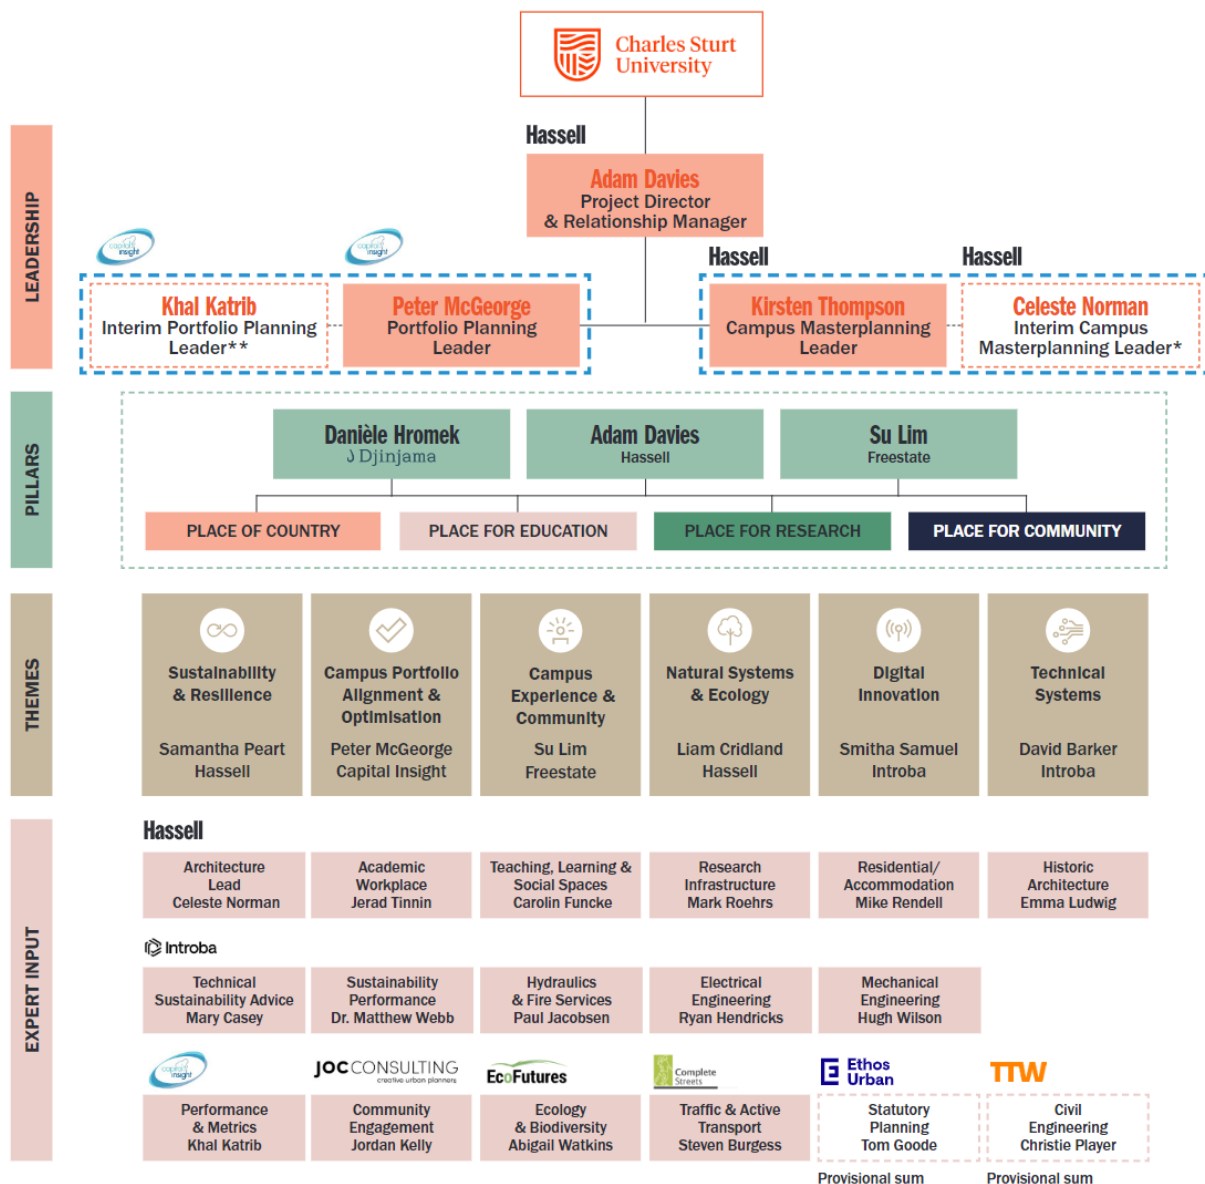 Charles Sturt
University
Hassell
Adam Davies
Project Director
& Relationship Manager
LEADERSHIP
capital
insight
capital
insight
Hassell
Hassell
Khal Katrib
Interim Portfolio Planning
Leader**
Peter McGeorge
Portfolio Planning
Leader
Kirsten Thompson
Campus Masterplanning
Leader
Celeste Norman
Interim Campus
Masterplanning Leader*
PILLARS
Danièle Hromek
Djinjama
Adam Davies
Hassell
Su Lim
Freestate
PLACE OF COUNTRY
PLACE FOR EDUCATION
PLACE FOR RESEARCH
PLACE FOR COMMUNITY
THEMES
Sustainability
& Resilience
Samantha Peart
Hassell
Campus Portfolio
Alignment &
Optimisation
Peter McGeorge
Capital Insight
Campus
Experience &
Community
Su Lim
Freestate
Natural Systems
& Ecology
Liam Cridland
Hassell
Digital
Innovation
Smitha Samuel
Introba
Technical
Systems
David Barker
Introba
EXPERT INPUT
Hassell
Architecture
Lead
Celeste Norman
Academic
Workplace
Jerad Tinnin
Teaching, Learning &
Social Spaces
Carolin Funcke
Research
Infrastructure
Mark Roehrs
Residential/
Accommodation
Mike Rendell
Historic
Architecture
Emma Ludwig
Introba
Technical
Sustainability Advice
Mary Casey
Sustainability
Performance
Dr. Matthew Webb
Hydraulics
& Fire Services
Paul Jacobsen
Electrical
Engineering
Ryan Hendricks
Mechanical
Engineering
Hugh Wilson
capital
insight
Performance
& Metrics
Khal Katrib
JOC CONSULTING
creative urban planners
Community
Engagement
Jordan Kelly
EcoFutures
Ecology
& Biodiversity
Abigail Watkins
Complete
Streets
Traffic & Active
Transport
Steven Burgess
Ethos
Urban
Statutory
Planning
Tom Goode
Provisional sum
TTW
Civil
Engineering
Christie Player
Provisional sum